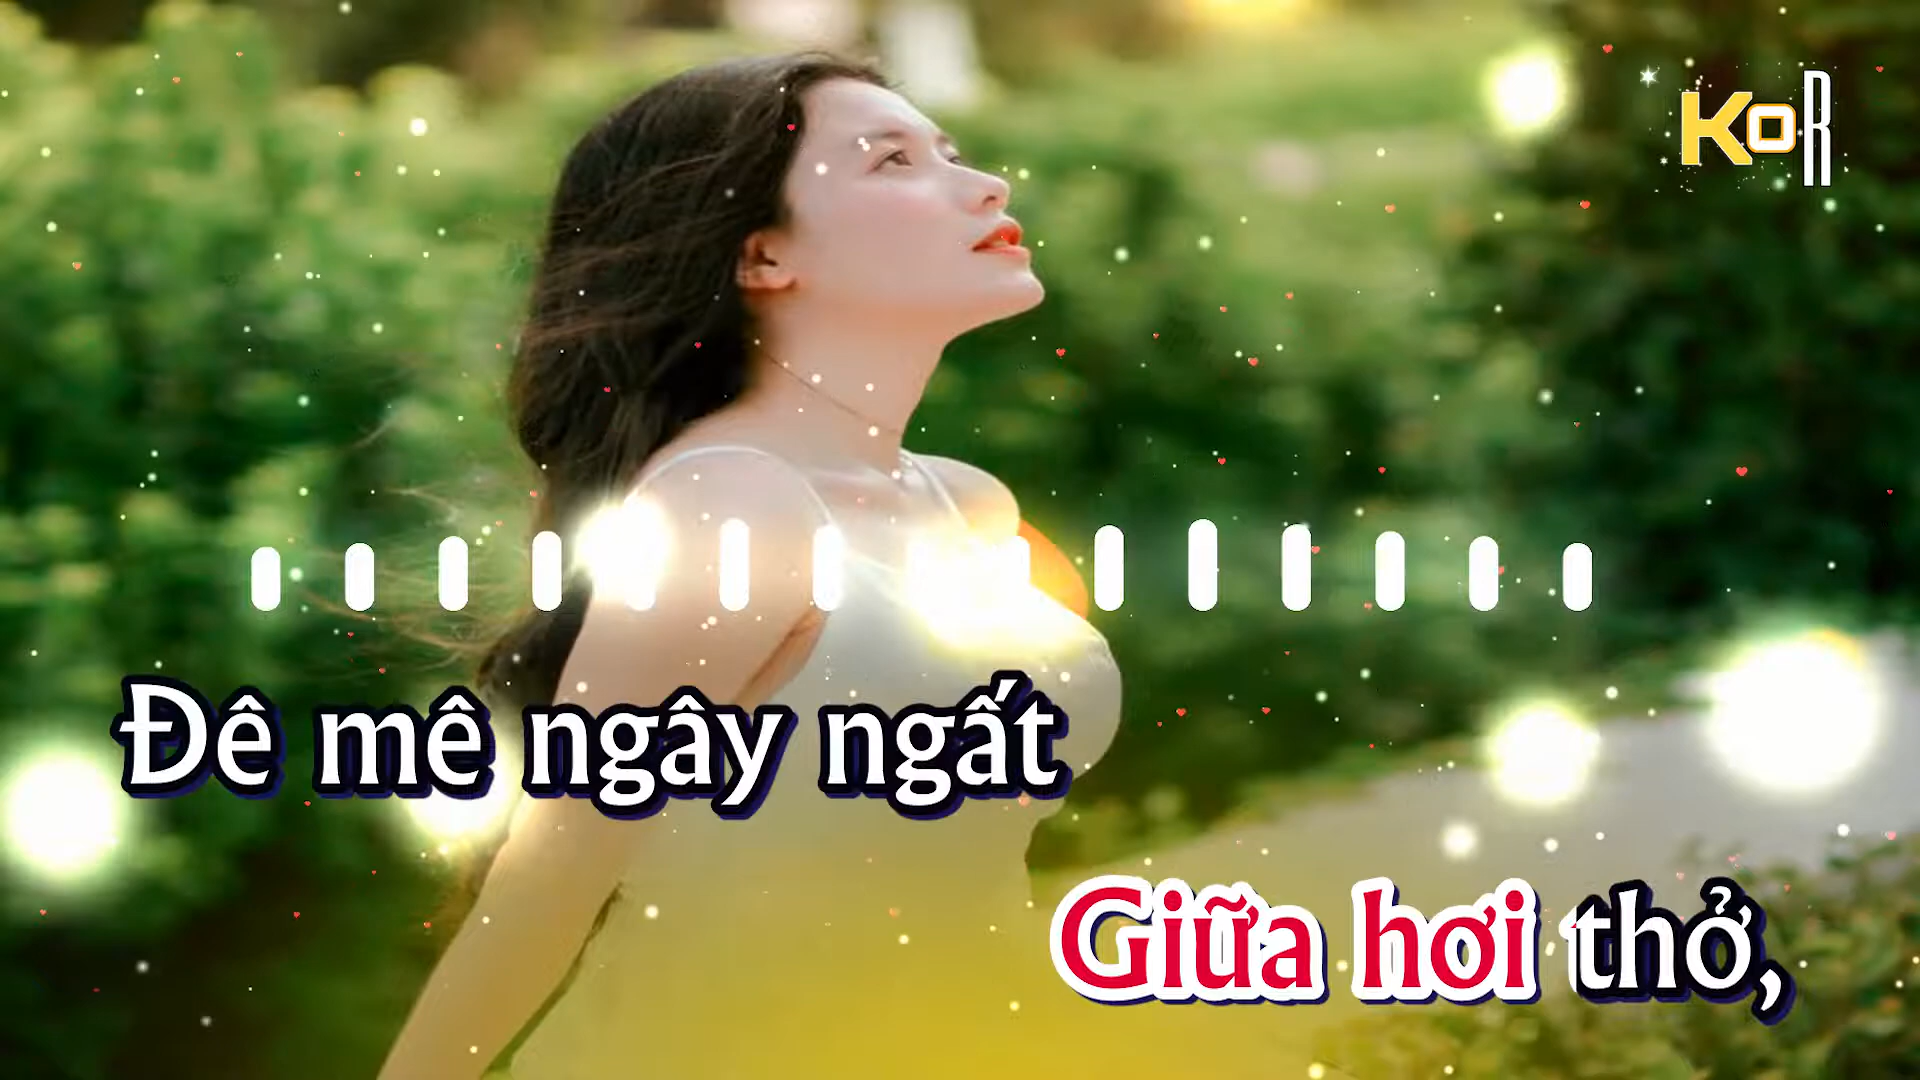 KOR
Đê mê ngây ngất
Giữa hơi thở,